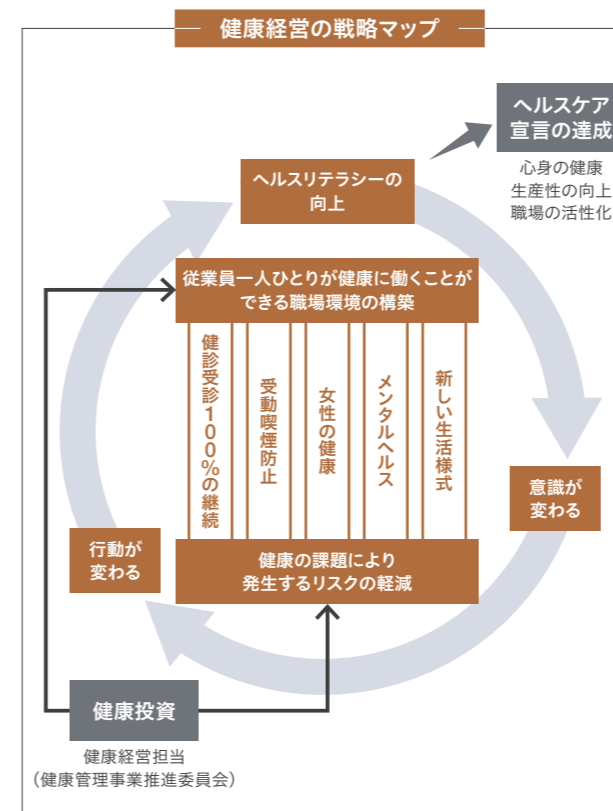 健康経営の戦略マップ
ヘルスケア
宣言の達成
心身の健康
生産性の向上
職場の活性化
ヘルスリテラシーの
向上
従業員一人ひとりが健康に働くことが
できる職場環境の構築
健診受診100%の継続
受動喫煙防止
女性の健康
メンタルヘルス
新しい生活様式
意識が
変わる
行動が
変わる
健康の課題により
発生するリスクの軽減
健康投資
健康経営担当
（健康管理事業推進委員会）